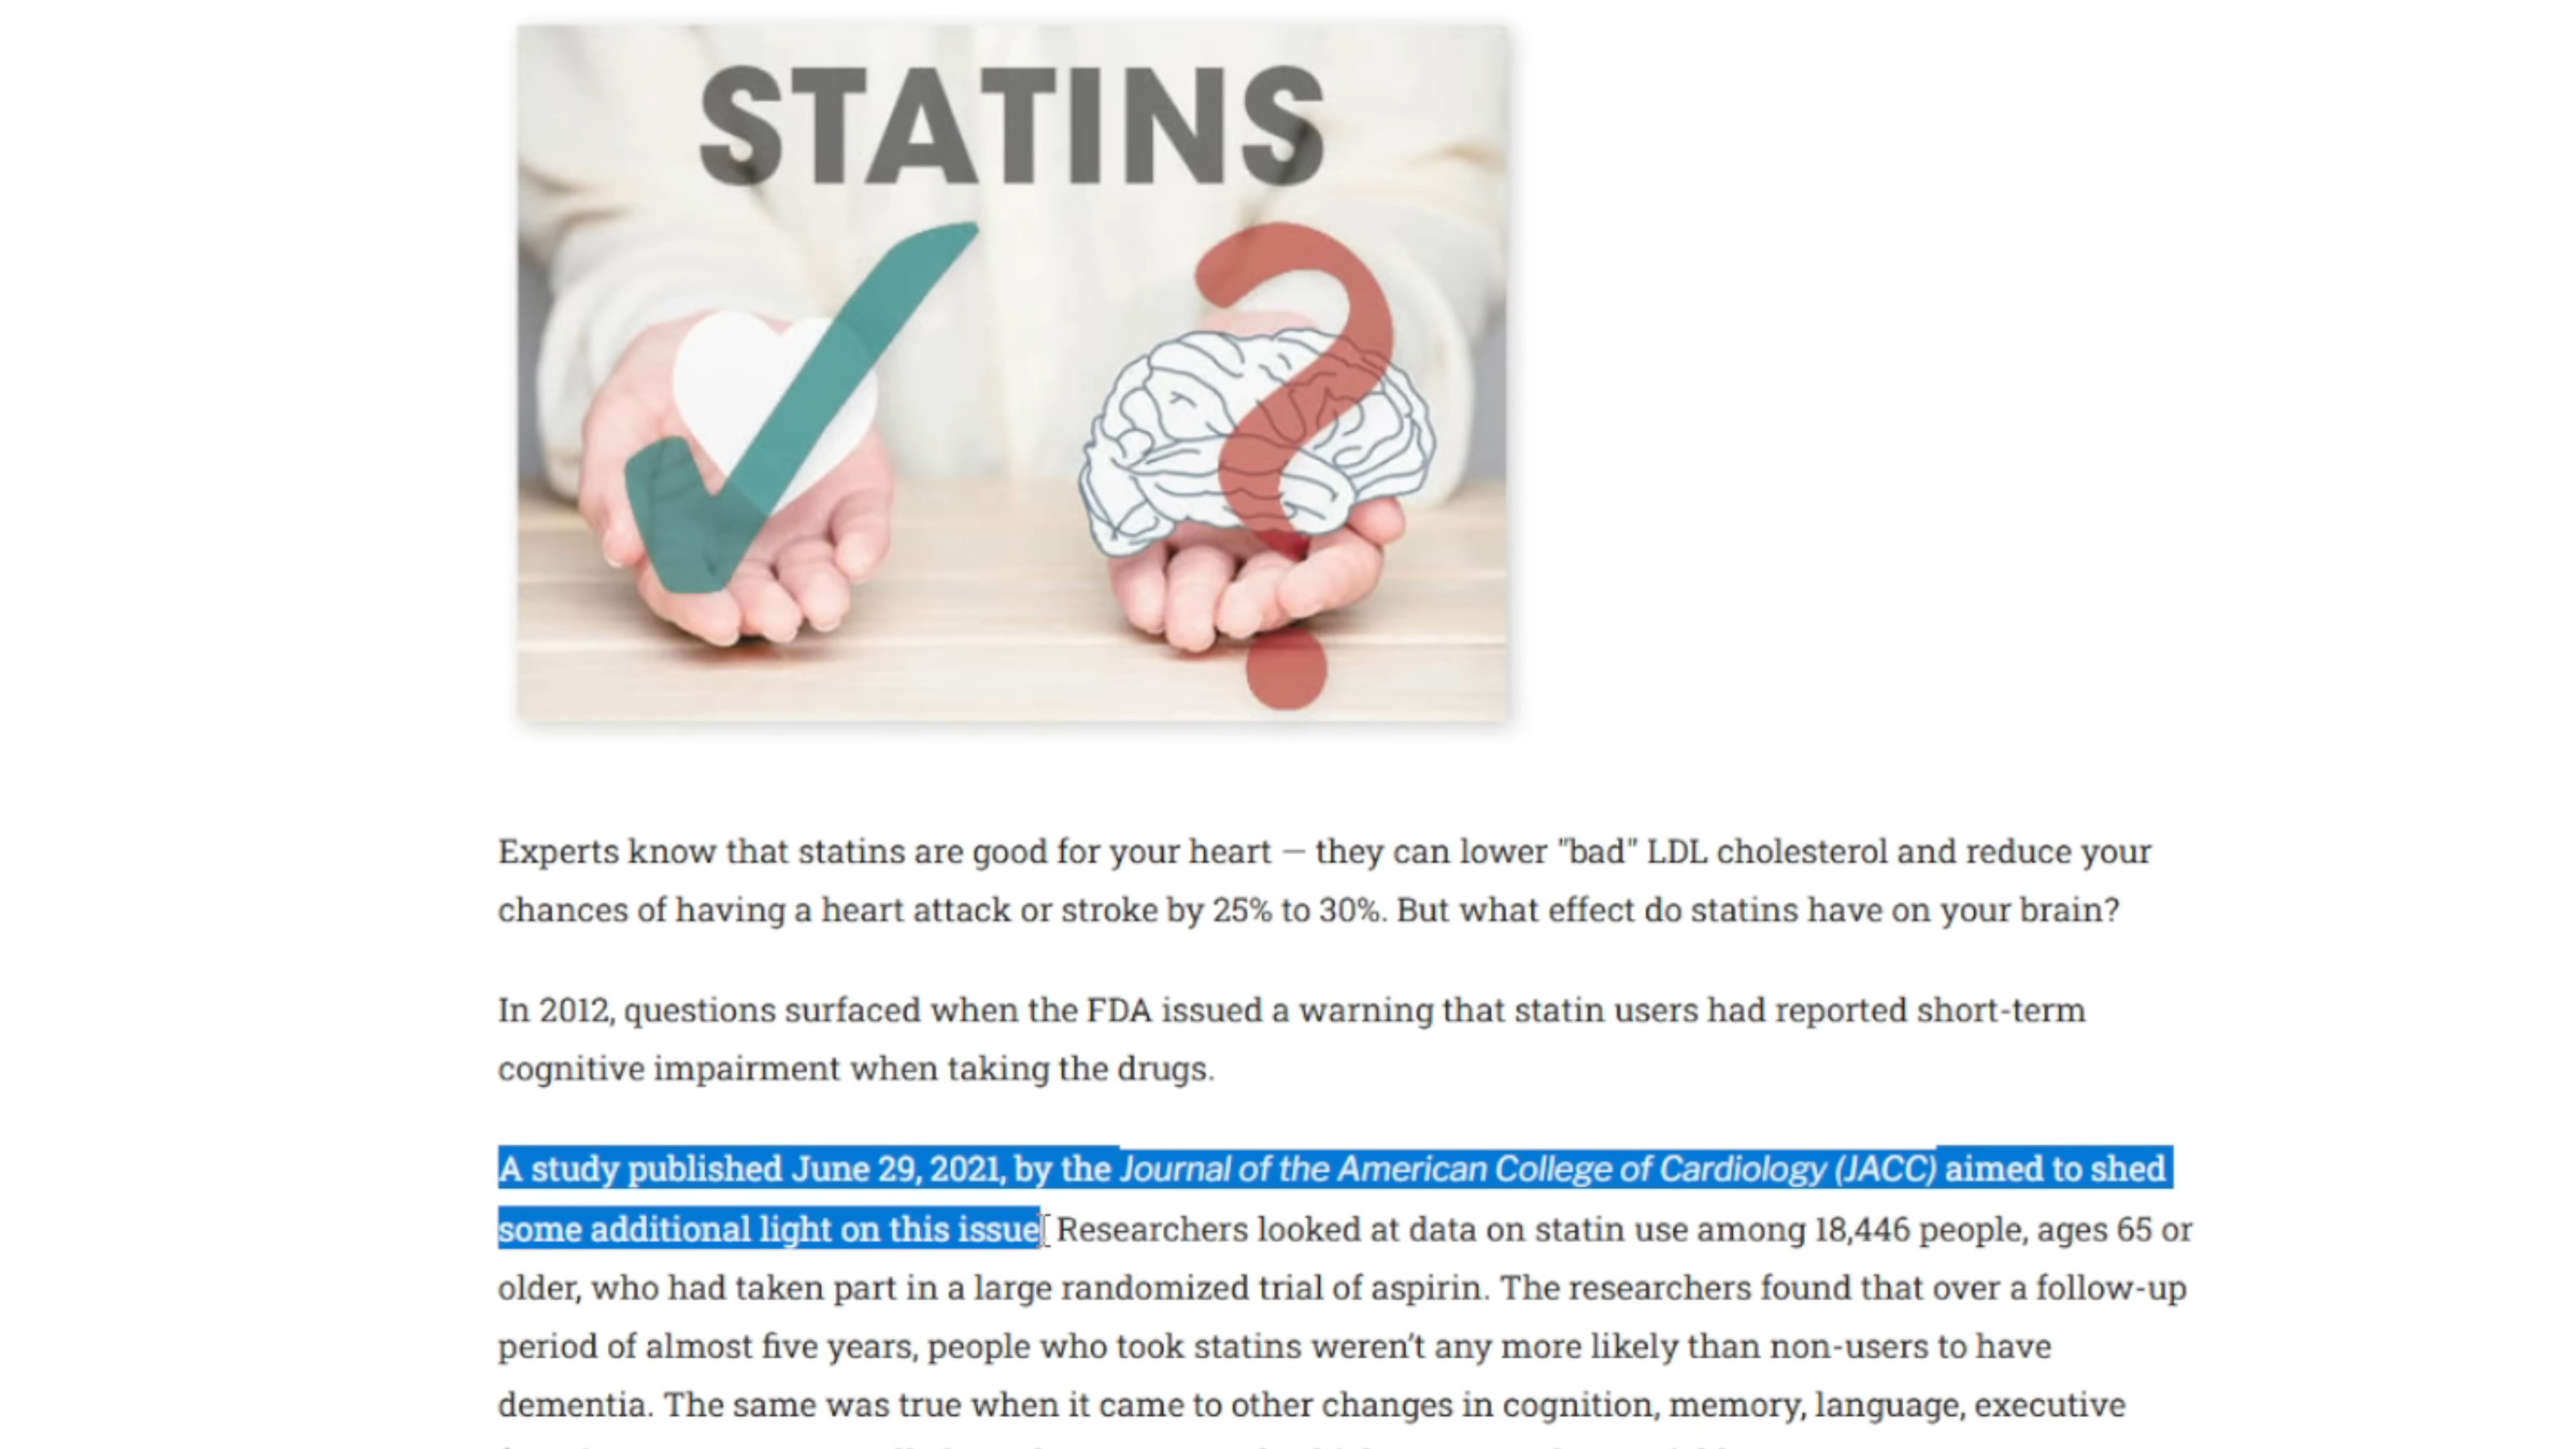 STATINS
Experts know that statins are good for your heart — they can lower "bad" LDL cholesterol and reduce your
chances of having a heart attack or stroke by 25% to 30%. But what effect do statins have on your brain?
In 2012, questions surfaced when the FDA issued a warning that statin users had reported short-term
cognitive impairment when taking the drugs.
A study published June 29, 2021, by the Journal of the American College of Cardiology (JACC) aimed to shed
some additional light on this issue. Researchers looked at data on statin use among 18,446 people, ages 65 or
older, who had taken part in a large randomized trial of aspirin. The researchers found that over a follow-up
period of almost five years, people who took statins weren't any more likely than non-users to have
dementia. The same was true when it came to other changes in cognition, memory, language, executive